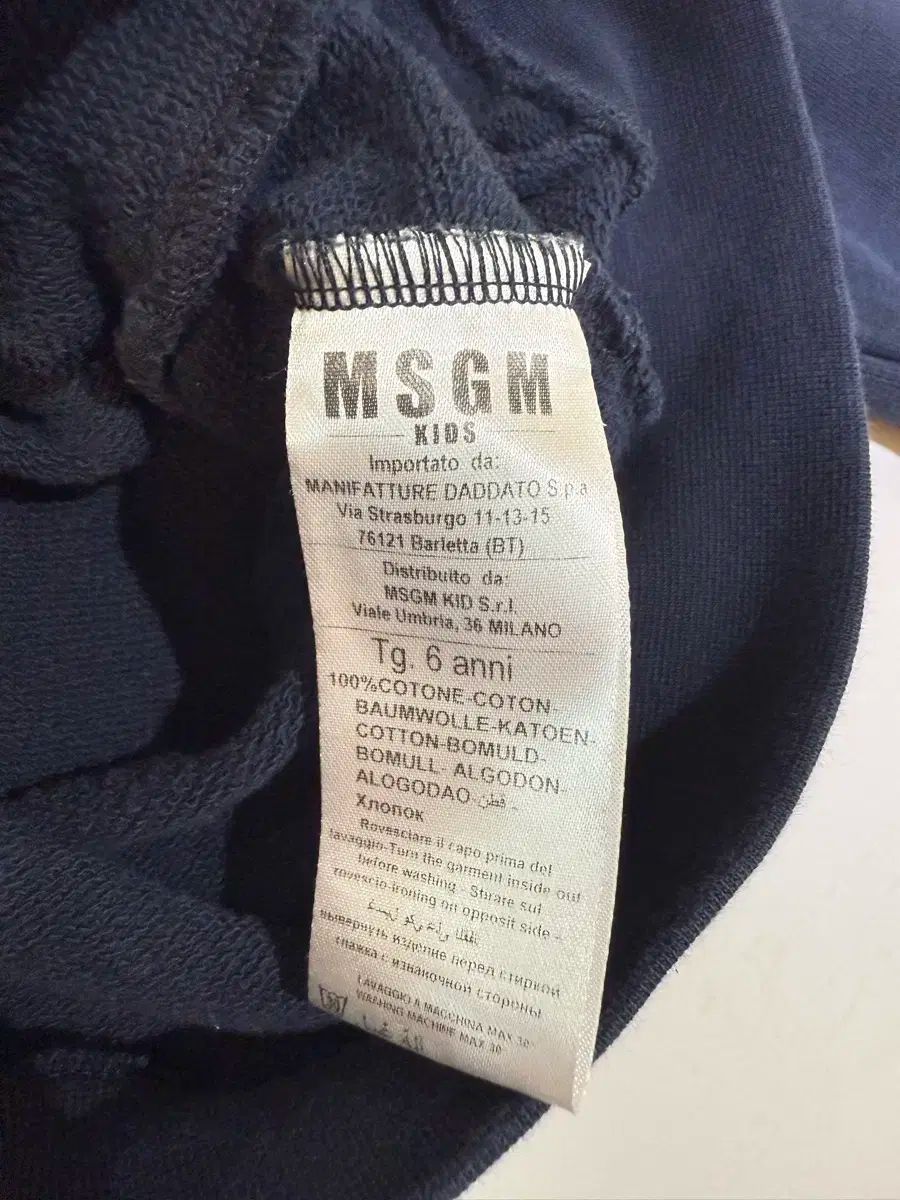 MSGM
KIDS
Importato da:
MANIFATTURE DADDATO S.p.a
Via Strasburgo 11-13-15
76121 Barletta (BT)
Distribuito da:
MSGM KID S.r.l.
Viale Umbria, 36 MILANO
Tg. 6 anni
100%COTONE-COTON-
BAUMWOLLE-KATOEN-
COTTON-BOMULD-
BOMULL- ALGODON-
ALOGODAO-قطن -
Хлопок
Rovesciare il capo prima del
lavaggio-Turn the garment inside out
before washing - Stirare sul
rovescio-ironing on opposit side -
вывернуть изделие перед стиркой
глажка с изнаночной стороны
LAVAGGIO A MACCHINA MAX 30°
WASHING MACHINE MAX 30°